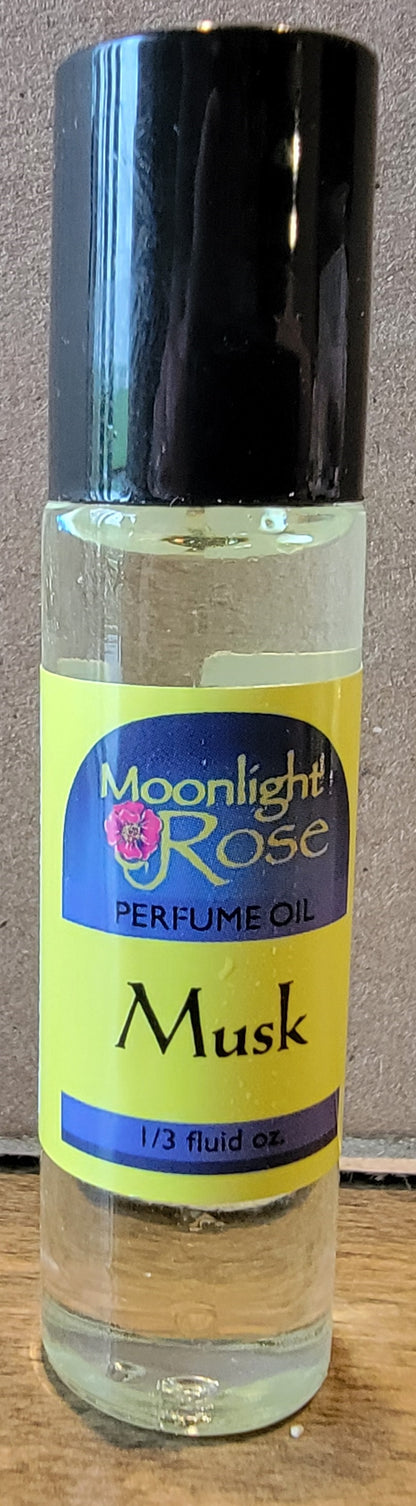 Moonlight
Rose
PERFUME OIL
Musk
1/3 fluid oz.